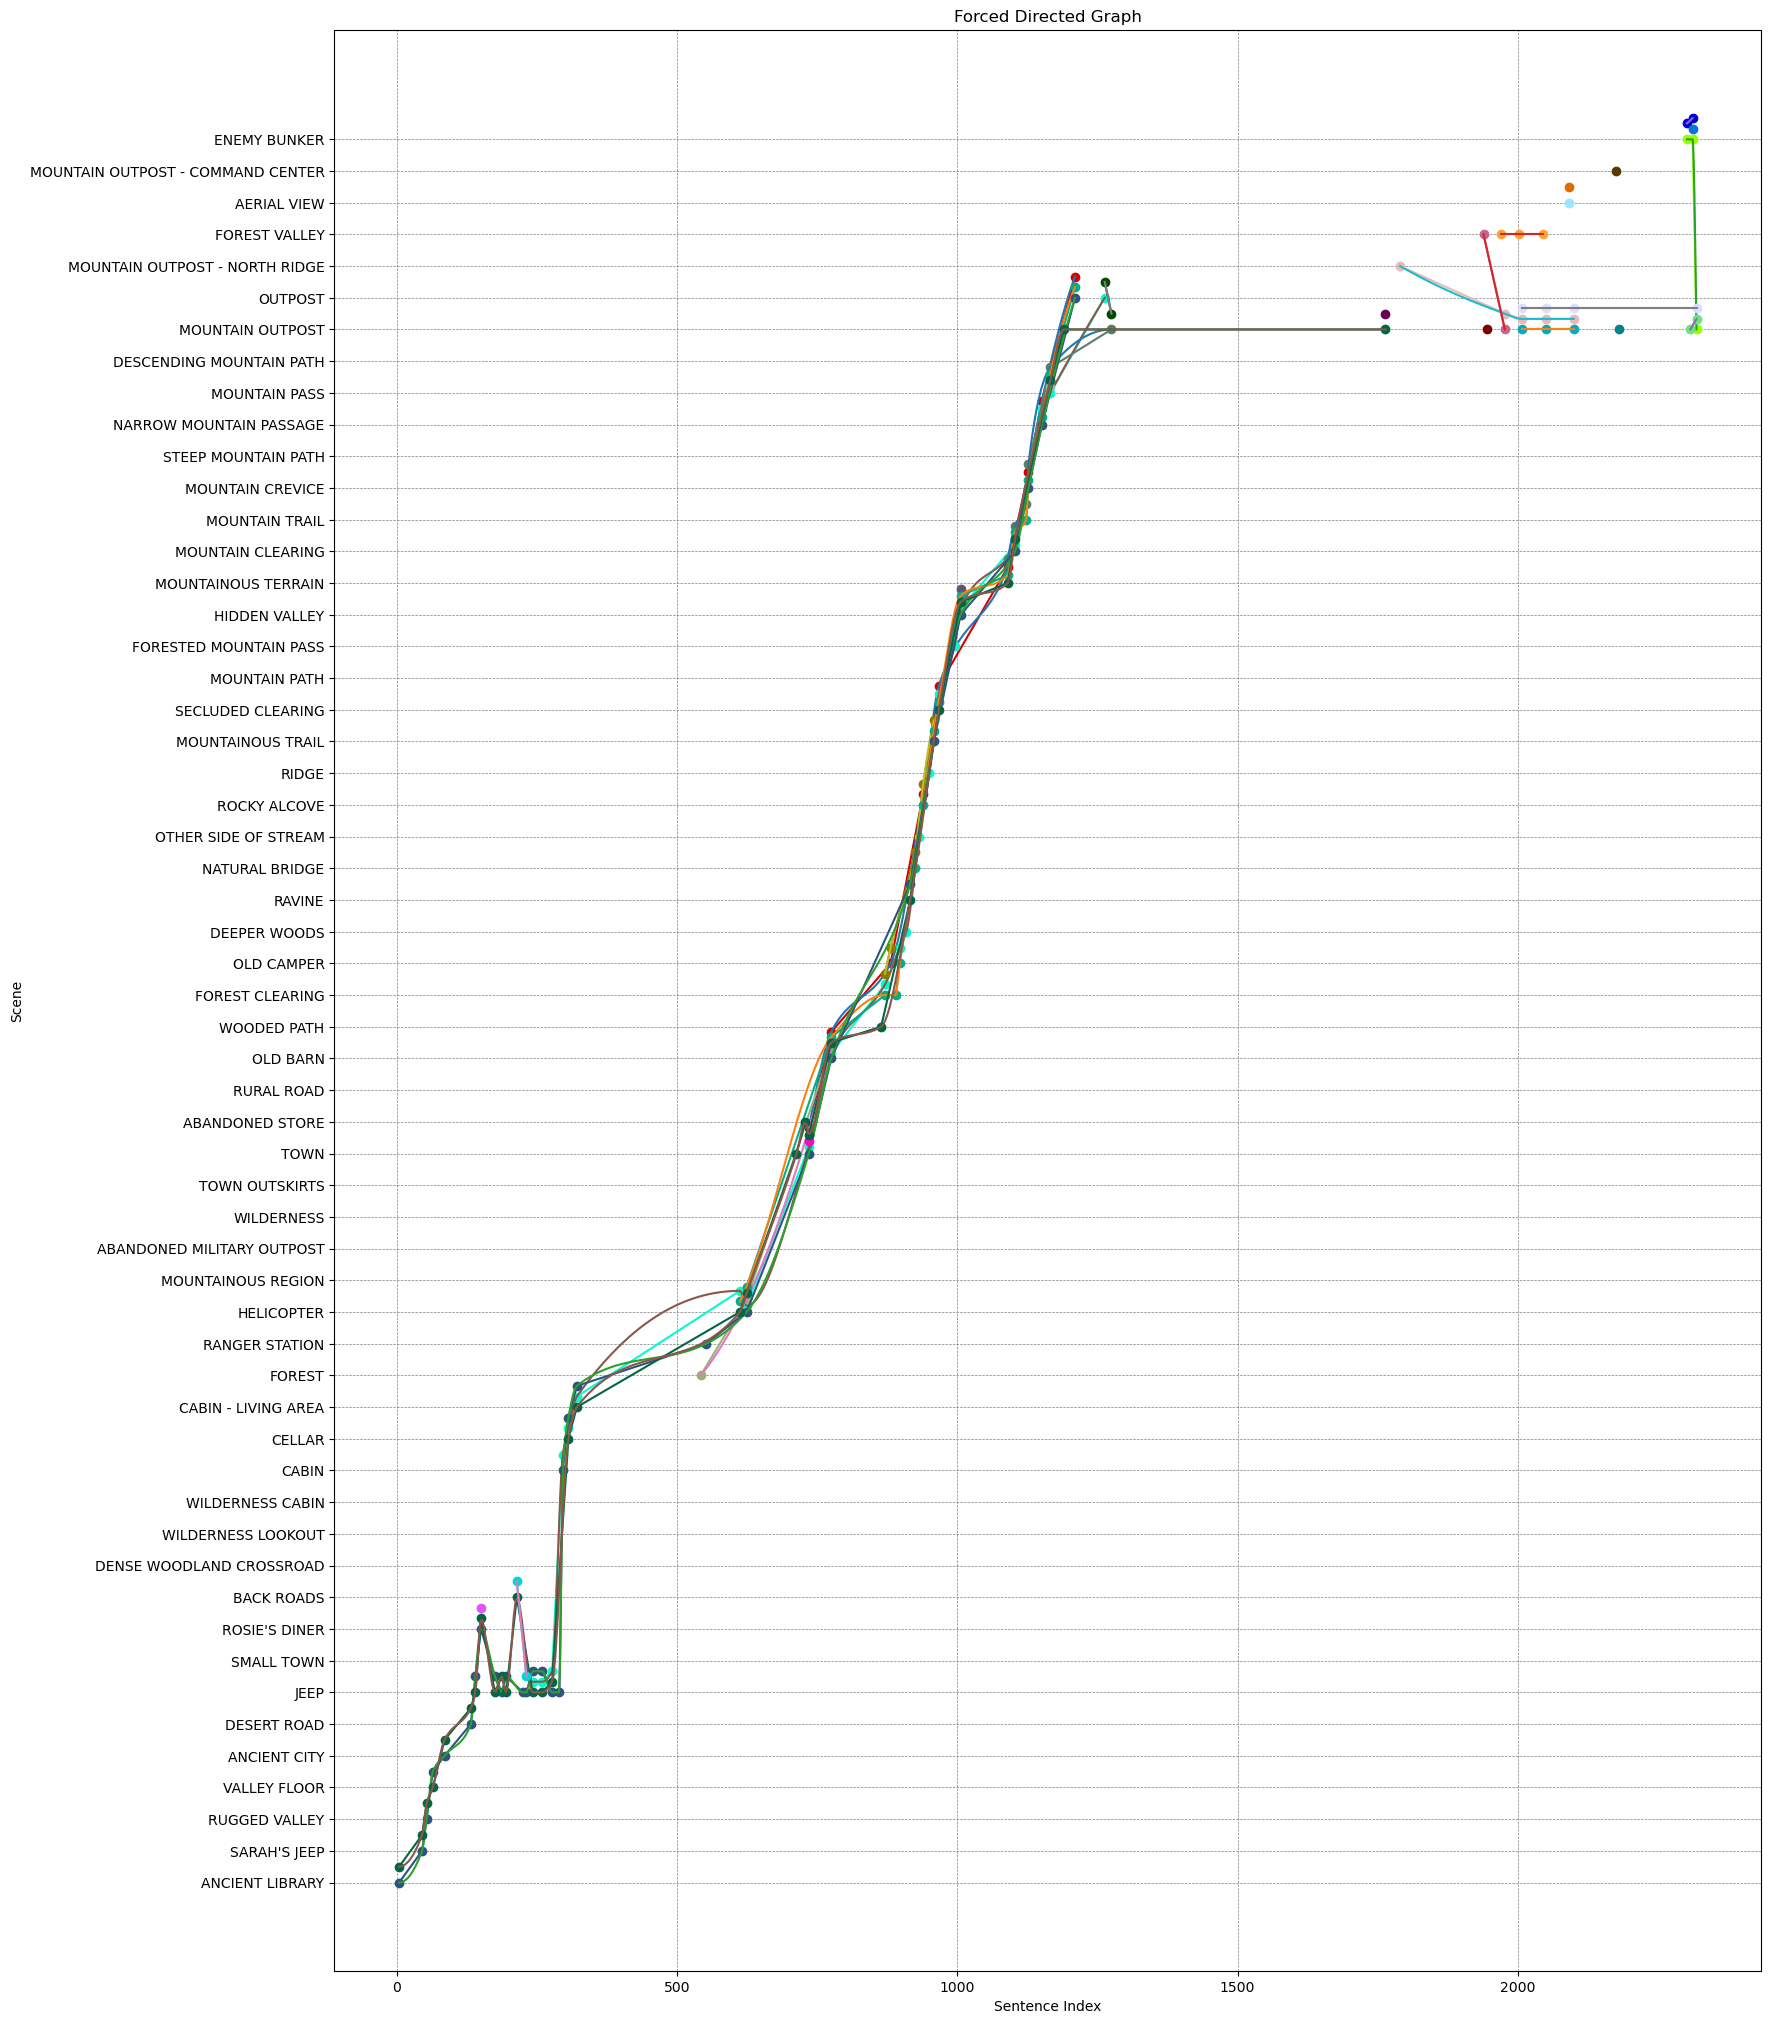 Forced Directed Graph
ENEMY BUNKER
MOUNTAIN OUTPOST - COMMAND CENTER
AERIAL VIEW
FOREST VALLEY
MOUNTAIN OUTPOST - NORTH RIDGE
OUTPOST
MOUNTAIN OUTPOST
DESCENDING MOUNTAIN PATH
MOUNTAIN PASS
NARROW MOUNTAIN PASSAGE
STEEP MOUNTAIN PATH
MOUNTAIN CREVICE
MOUNTAIN TRAIL
MOUNTAIN CLEARING
MOUNTAINOUS TERRAIN
HIDDEN VALLEY
FORESTED MOUNTAIN PASS
MOUNTAIN PATH
SECLUDED CLEARING
MOUNTAINOUS TRAIL
RIDGE
ROCKY ALCOVE
OTHER SIDE OF STREAM
NATURAL BRIDGE
RAVINE
DEEPER WOODS
OLD CAMPER
FOREST CLEARING
WOODED PATH
OLD BARN
RURAL ROAD
ABANDONED STORE
TOWN
TOWN OUTSKIRTS
WILDERNESS
ABANDONED MILITARY OUTPOST
MOUNTAINOUS REGION
HELICOPTER
RANGER STATION
FOREST
CABIN - LIVING AREA
CELLAR
CABIN
WILDERNESS CABIN
WILDERNESS LOOKOUT
DENSE WOODLAND CROSSROAD
BACK ROADS
ROSIE'S DINER
SMALL TOWN
JEEP
DESERT ROAD
ANCIENT CITY
VALLEY FLOOR
RUGGED VALLEY
SARAH'S JEEP
ANCIENT LIBRARY
Scene
0 500 1000 1500 2000
Sentence Index